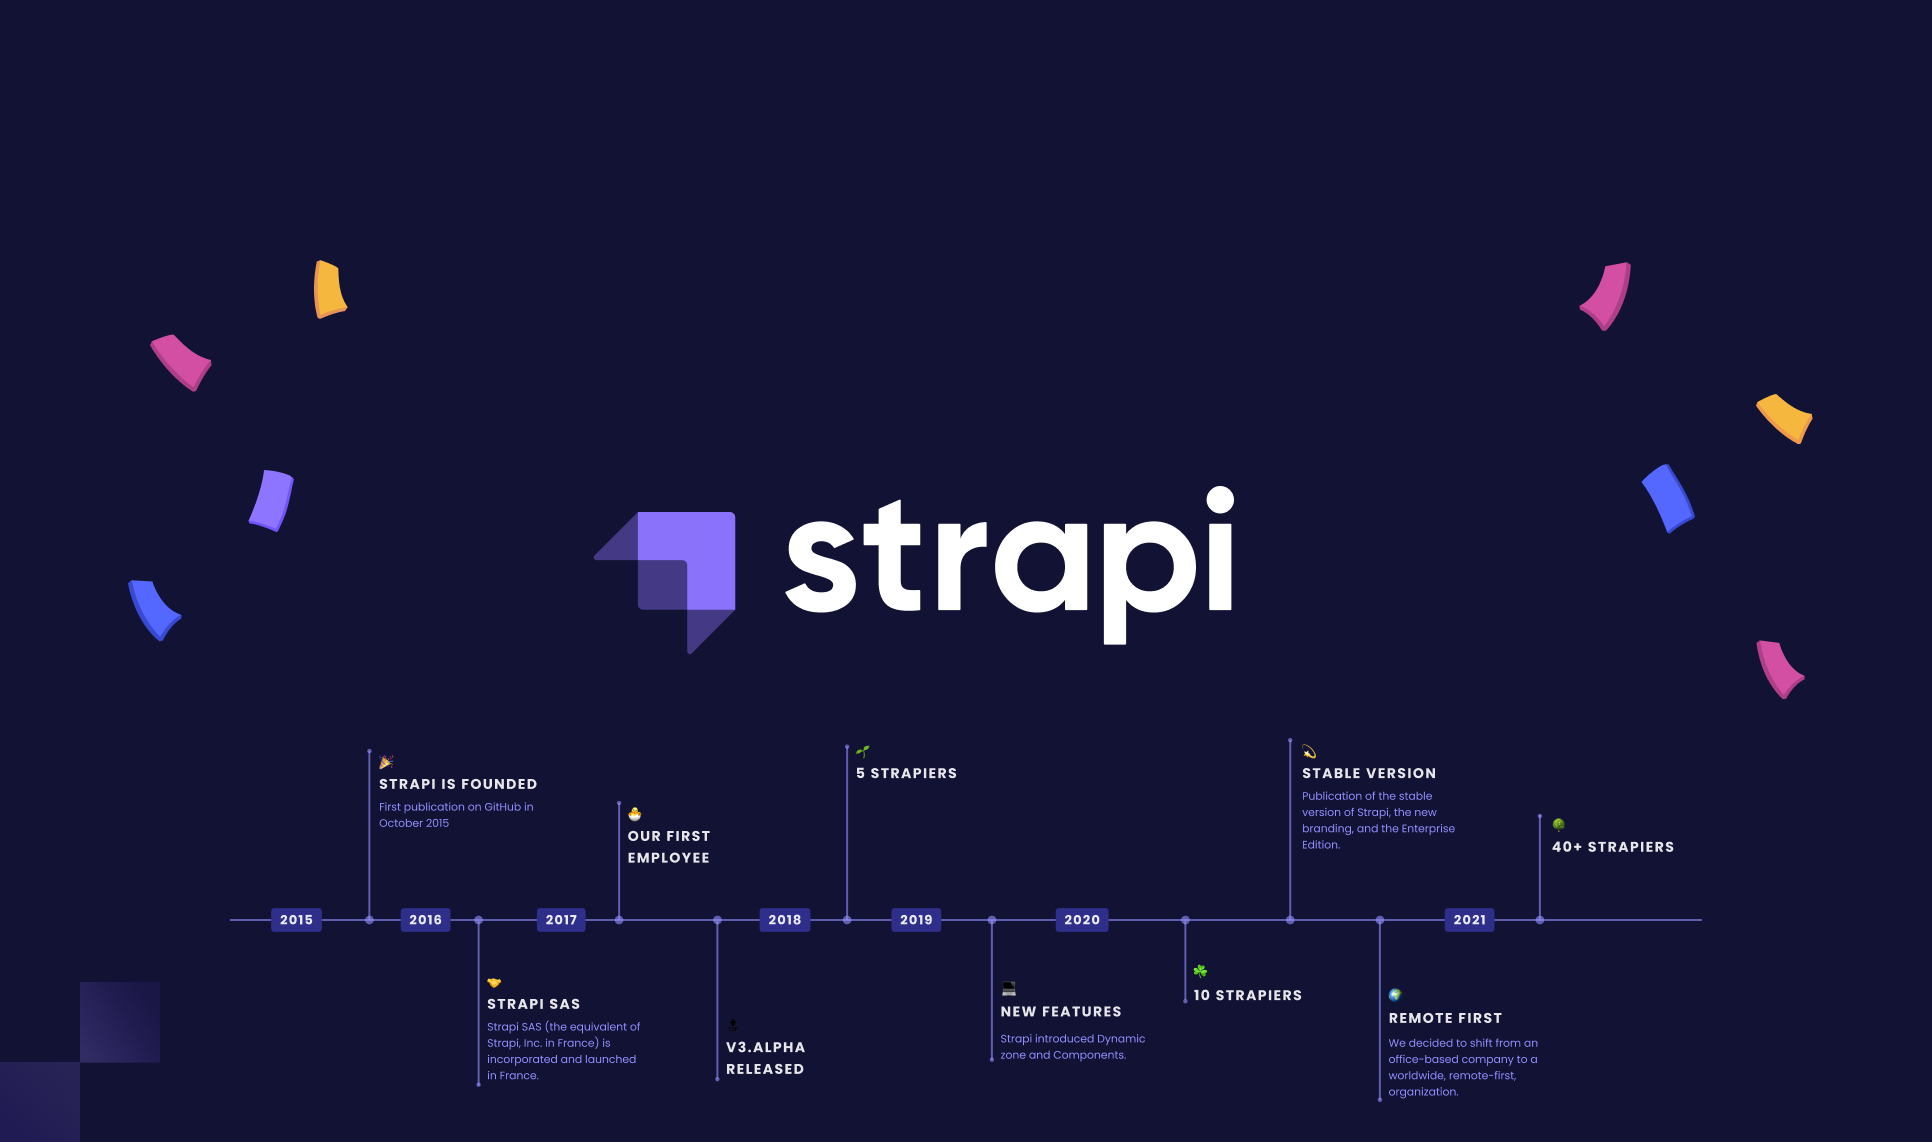 strapi
STRAPI IS FOUNDED
First publication on GitHub in
October 2015
OUR FIRST
EMPLOYEE
5 STRAPIERS
STABLE VERSION
Publication of the stable
version of Strapi, the new
branding, and the Enterprise
Edition.
40+ STRAPIERS
2015
2016
2017
2018
2019
2020
2021
STRAPI SAS
Strapi SAS (the equivalent of
Strapi, Inc. in France) is
incorporated and launched
in France.
V3.ALPHA
RELEASED
NEW FEATURES
Strapi introduced Dynamic
zone and Components.
10 STRAPIERS
REMOTE FIRST
We decided to shift from an
office-based company to a
worldwide, remote-first,
organization.